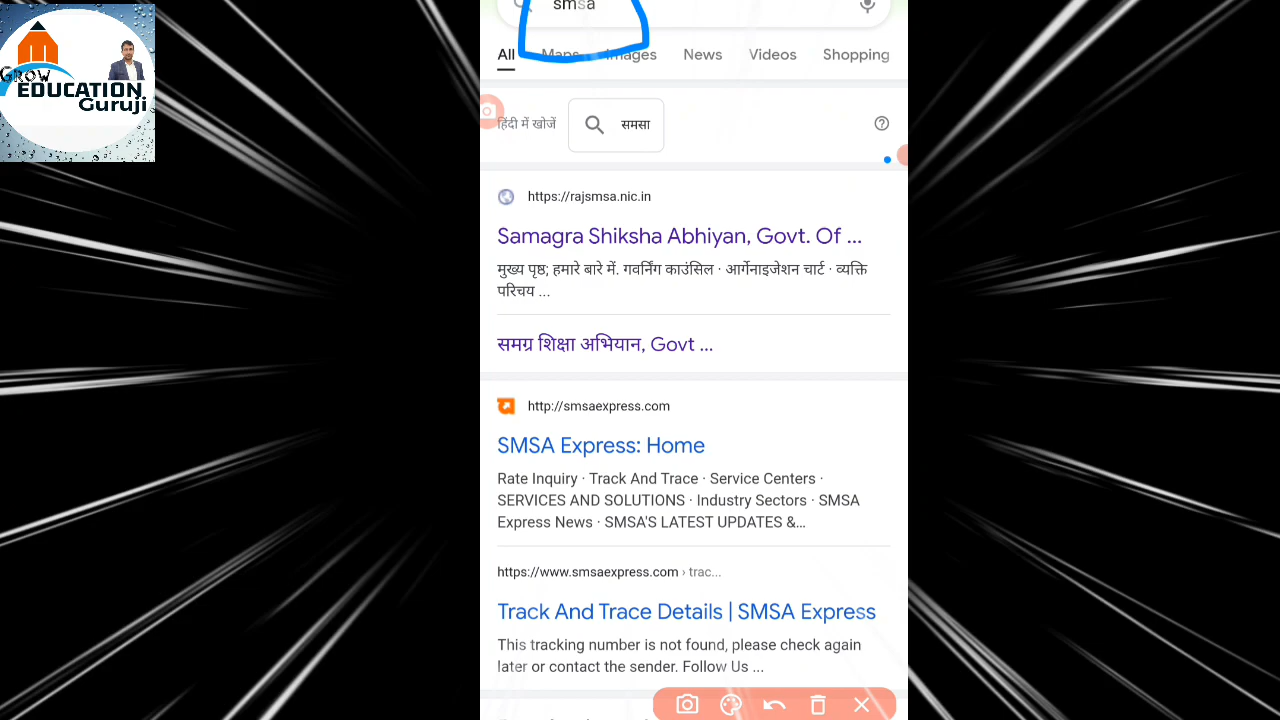 GROW
EDUCATION
Guruji
smsa
All Maps Images News Videos Shopping
हिंदी में खोजें समसा
https://rajsmsa.nic.in
Samagra Shiksha Abhiyan, Govt. Of ...
मुख्य पृष्ठ; हमारे बारे में. गवर्निंग काउंसिल · आर्गेनाइजेशन चार्ट · व्यक्ति
परिचय ...
समग्र शिक्षा अभियान, Govt ...
http://smsaexpress.com
SMSA Express: Home
Rate Inquiry · Track And Trace · Service Centers ·
SERVICES AND SOLUTIONS · Industry Sectors · SMSA
Express News · SMSA'S LATEST UPDATES &...
https://www.smsaexpress.com › trac...
Track And Trace Details | SMSA Express
This tracking number is not found, please check again
later or contact the sender. Follow Us ...